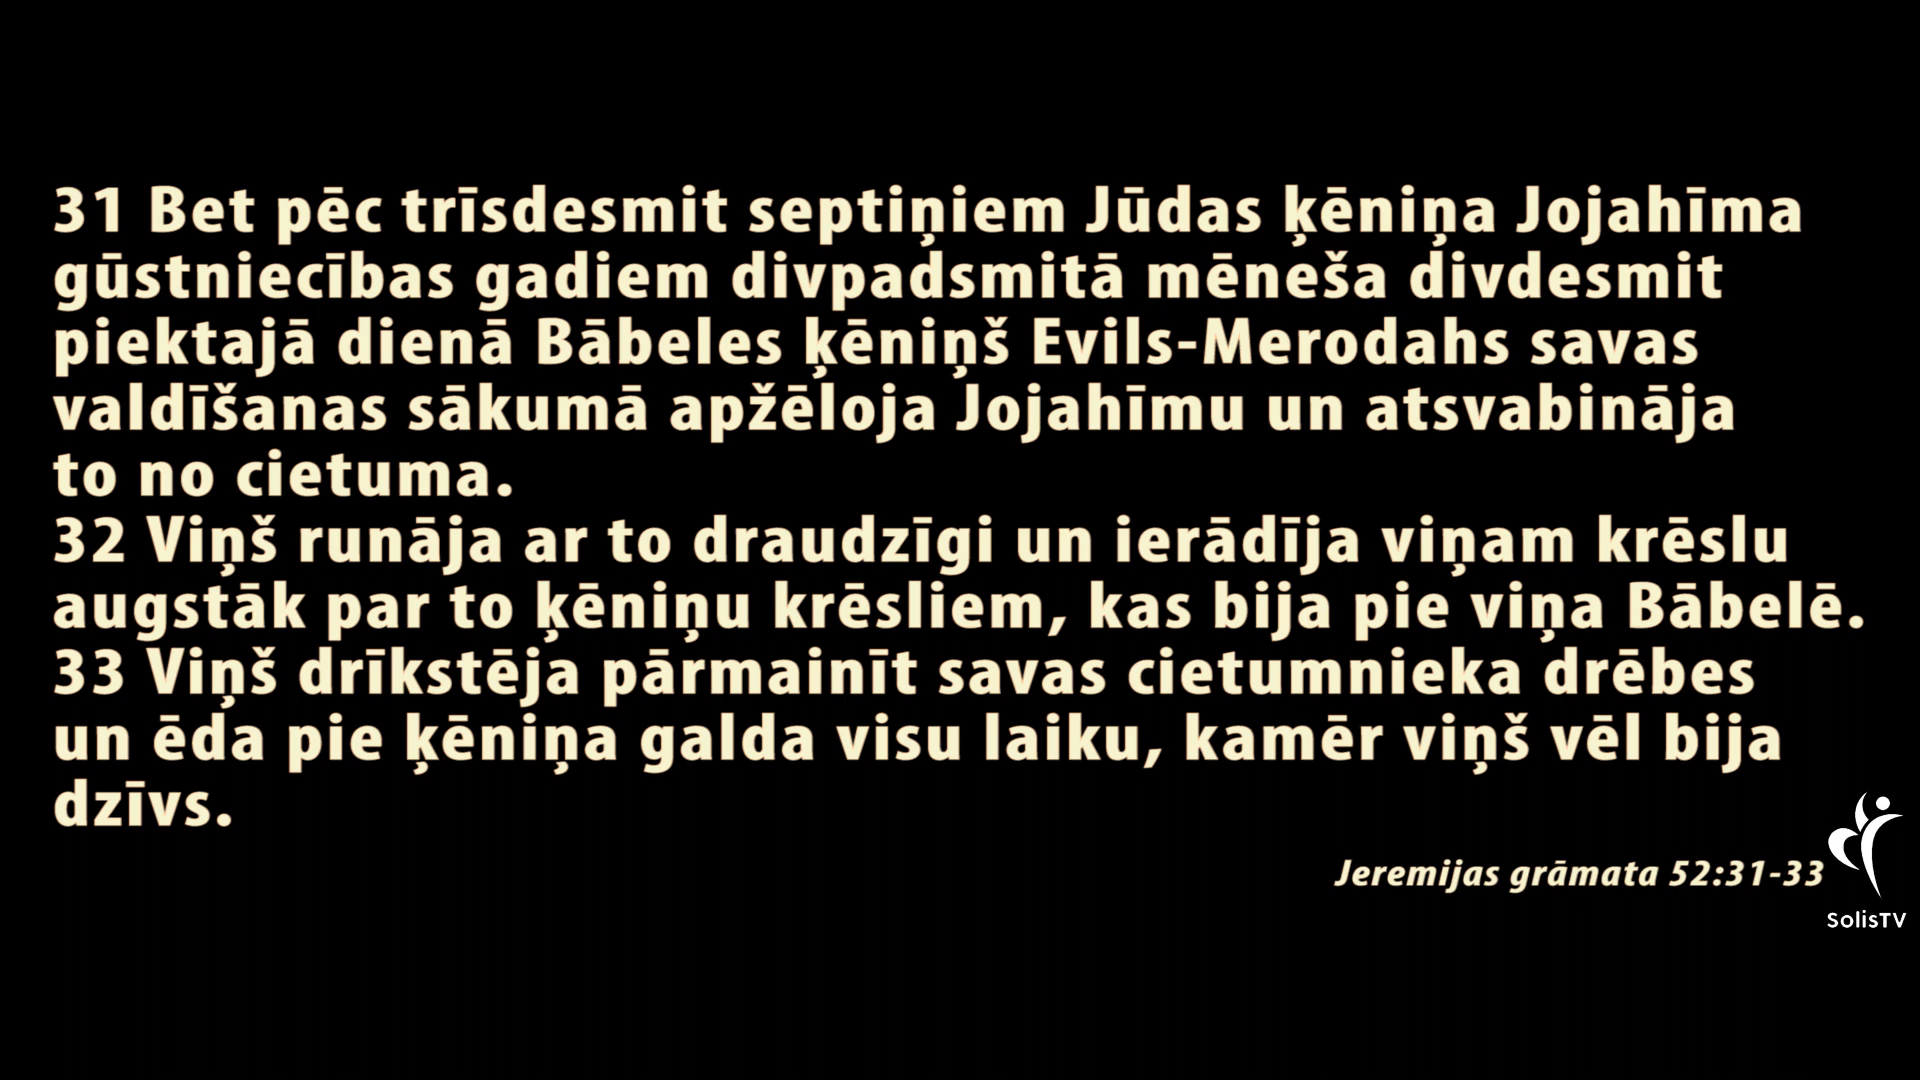 31 Bet pēc trīsdesmit septiņiem Jūdas ķēniņa Jojahīma
gūstniecības gadiem divpadsmitā mēneša divdesmit
piektajā dienā Bābeles ķēniņš Evils-Merodahs savas
valdīšanas sākumā apžēloja Jojahīmu un atsvabināja
to no cietuma.
32 Viņš runāja ar to draudzīgi un ierādīja viņam krēslu
augstāk par to ķēniņu krēsliem, kas bija pie viņa Bābelē.
33 Viņš drīkstēja pārmainīt savas cietumnieka drēbes
un ēda pie ķēniņa galda visu laiku, kamēr viņš vēl bija
dzīvs.
Jeremijas grāmata 52:31-33
SolisTV